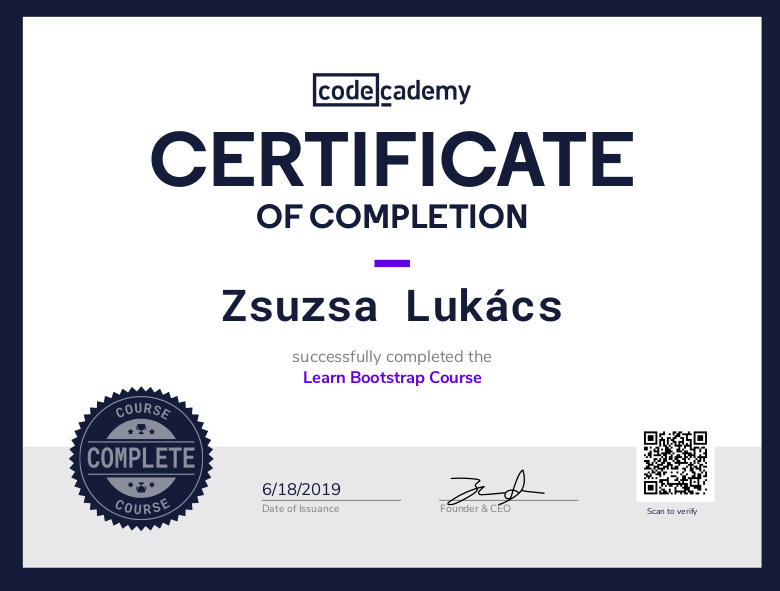 codecademy
CERTIFICATE
OF COMPLETION
Zsuzsa Lukács
successfully completed the
Learn Bootstrap Course
COURSE
COMPLETE
COURSE
6/18/2019
Date of Issuance
Founder & CEO
Scan to verify